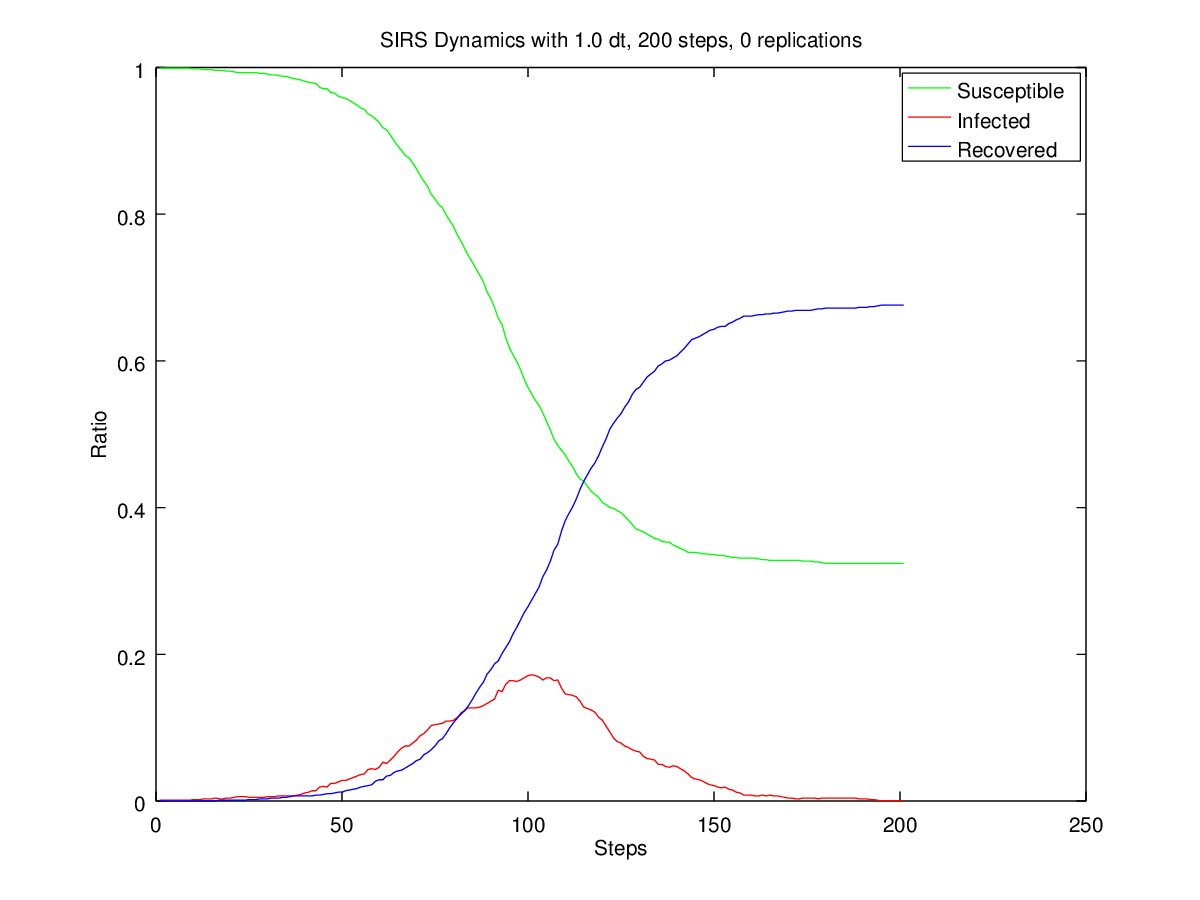 SIRS Dynamics with 1.0 dt, 200 steps, 0 replications
1
0.8
0.6
0.4
0.2
0
Ratio
Susceptible
Infected
Recovered
0 50 100 150 200 250
Steps